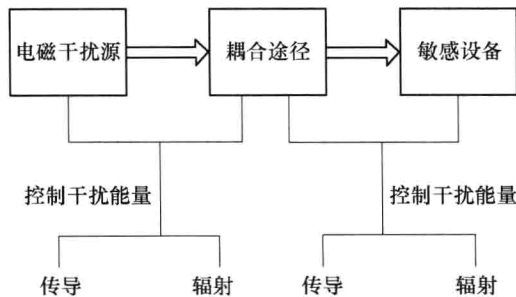 电磁干扰源
耦合途径
敏感设备
控制干扰能量
控制干扰能量
传导
辐射
传导
辐射